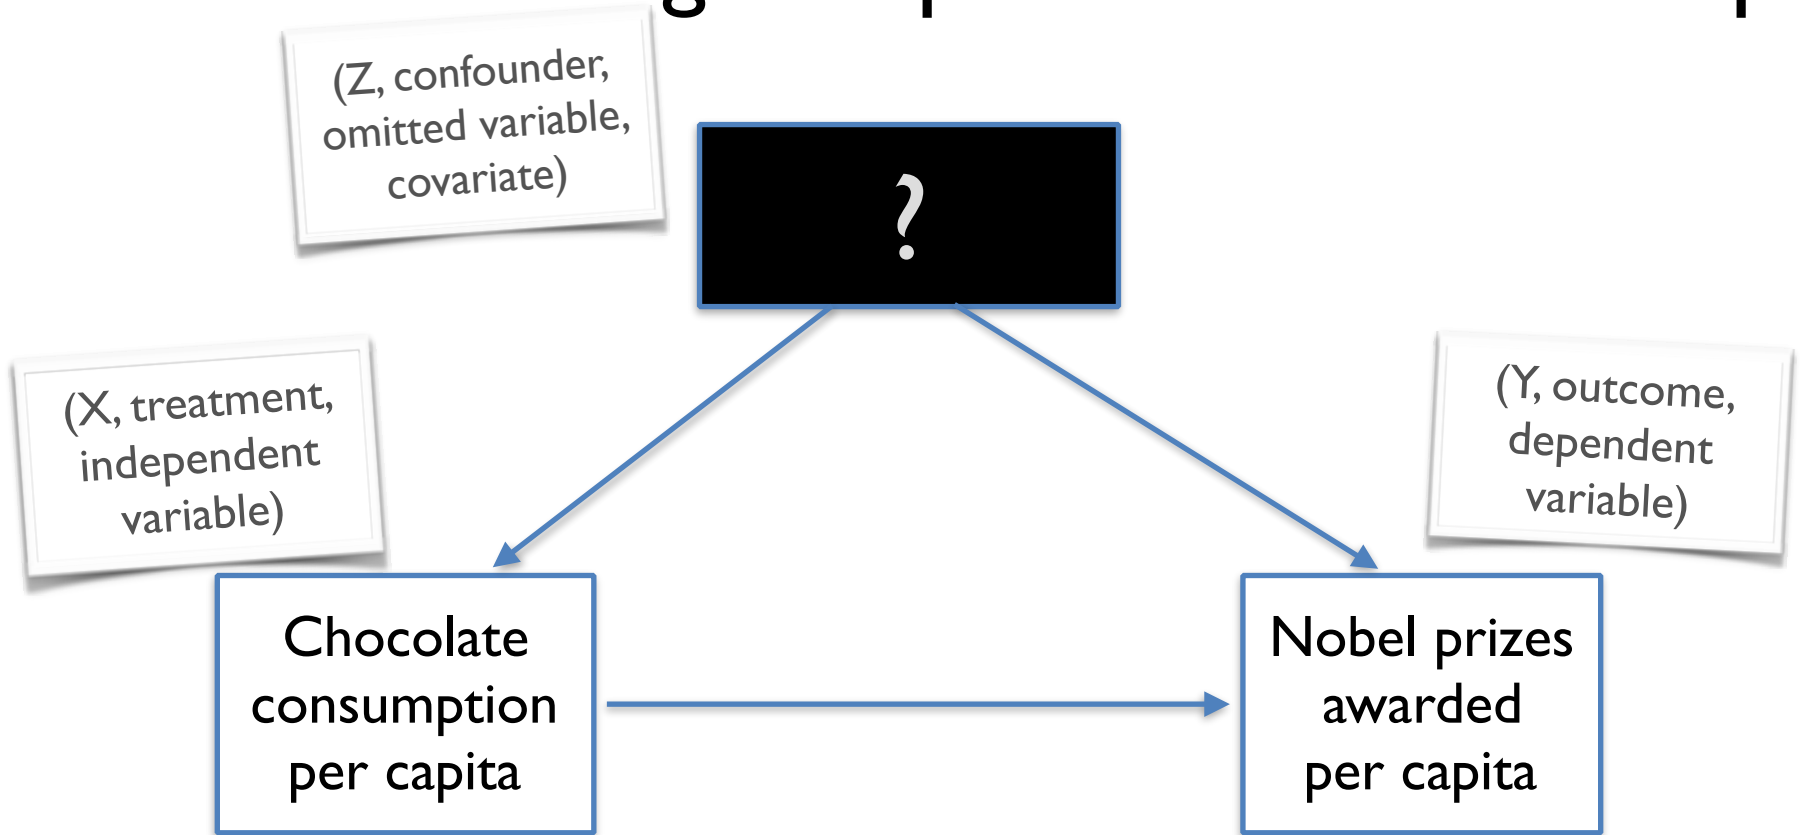 (Z, confounder,
omitted variable,
covariate)
?
(X, treatment,
independent
variable)
(Y, outcome,
dependent
variable)
Chocolate
consumption
per capita
Nobel prizes
awarded
per capita